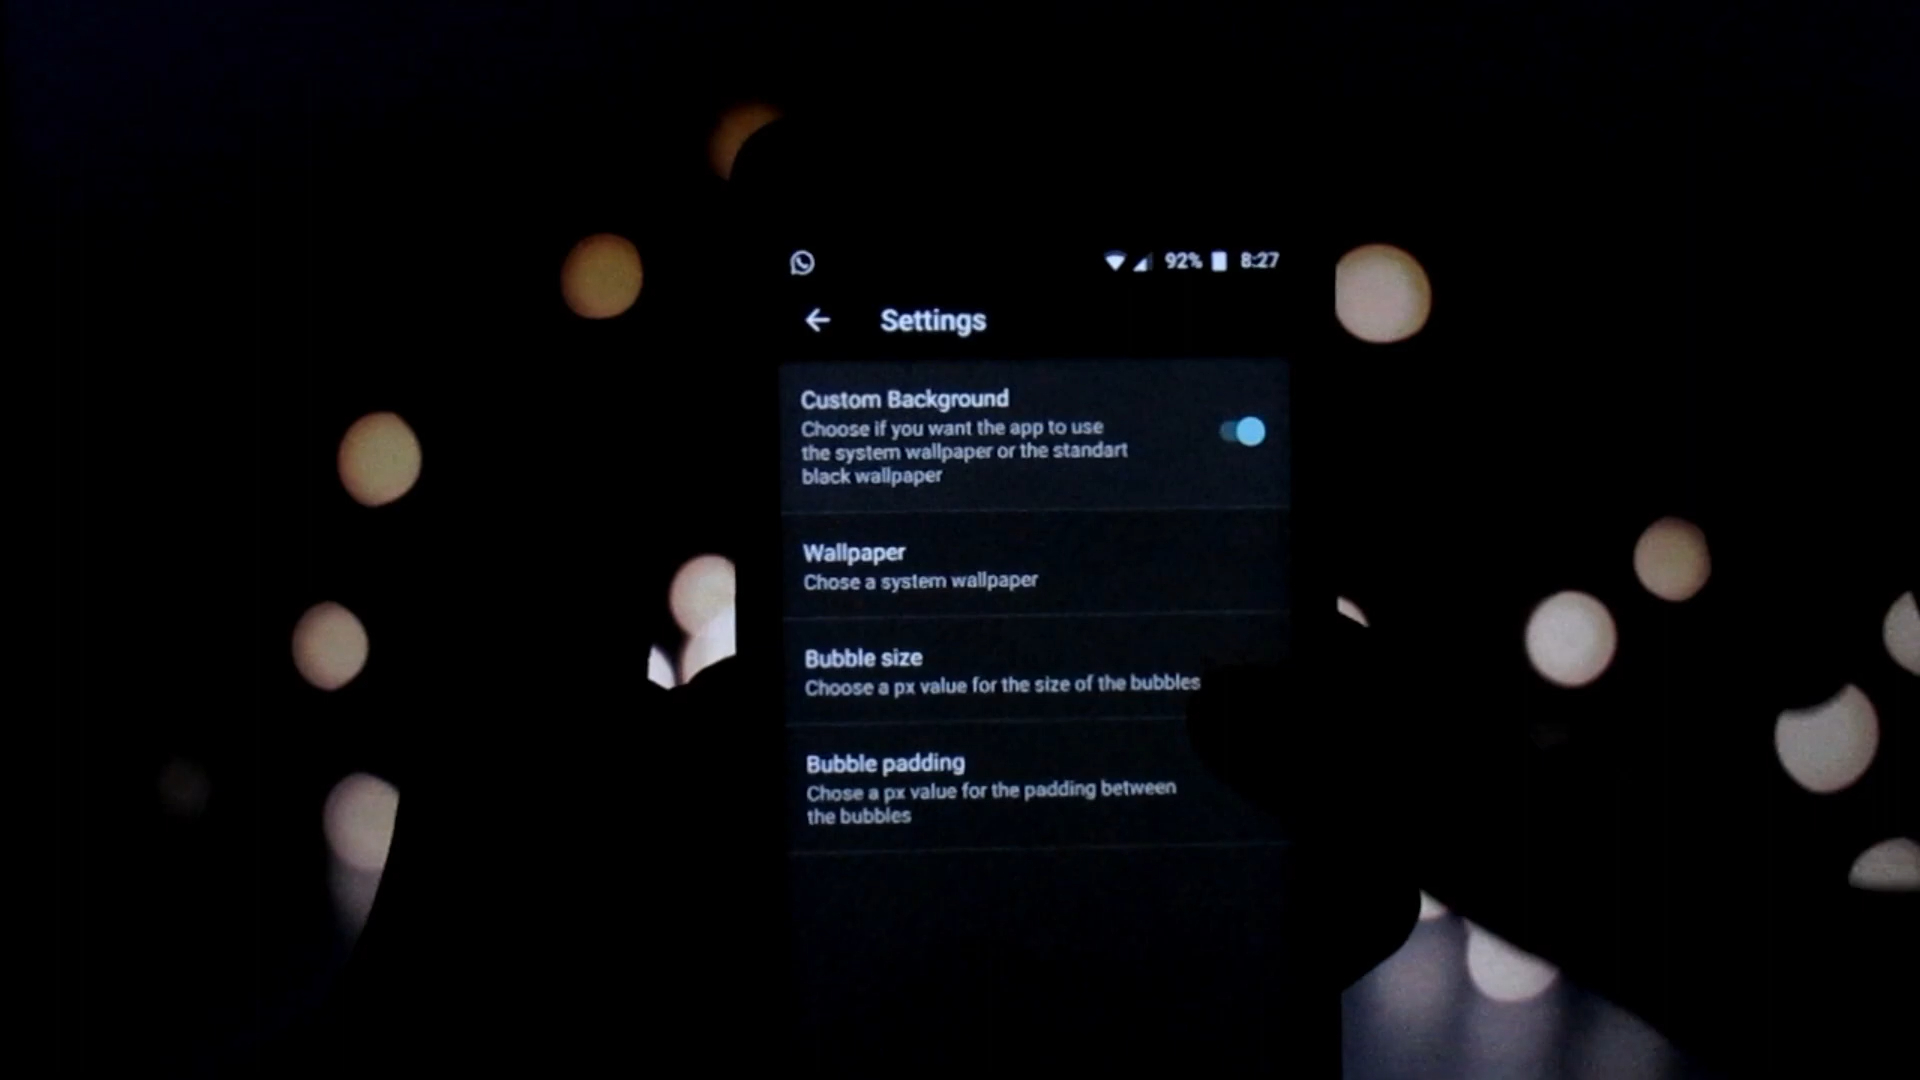 92% 8:27
Settings
Custom Background
Choose if you want the app to use
the system wallpaper or the standart
black wallpaper
Wallpaper
Chose a system wallpaper
Bubble size
Choose a px value for the size of the bubbles
Bubble padding
Chose a px value for the padding between
the bubbles